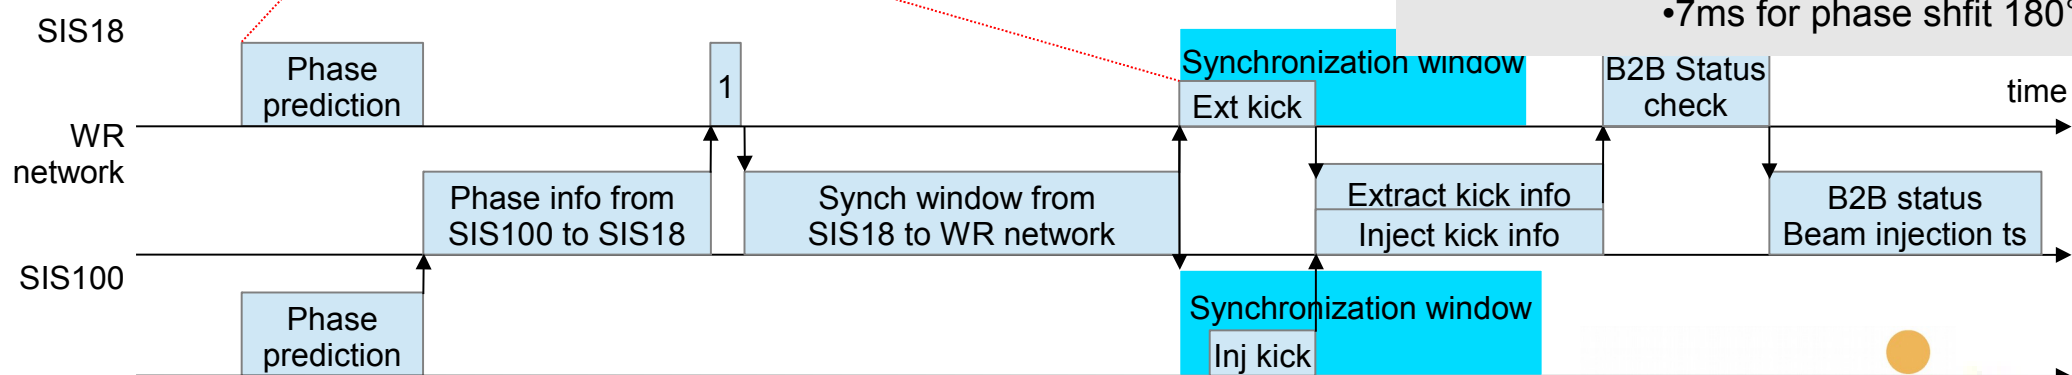 •7ms for phase shfit 180°
SIS18
Synchronization window
Phase
prediction
1
Ext kick
B2B Status
check
time
WR
network
Phase info from
SIS100 to SIS18
Synch window from
SIS18 to WR network
Extract kick info
Inject kick info
B2B status
Beam injection ts
SIS100
Phase
prediction
Synchronization window
Inj kick